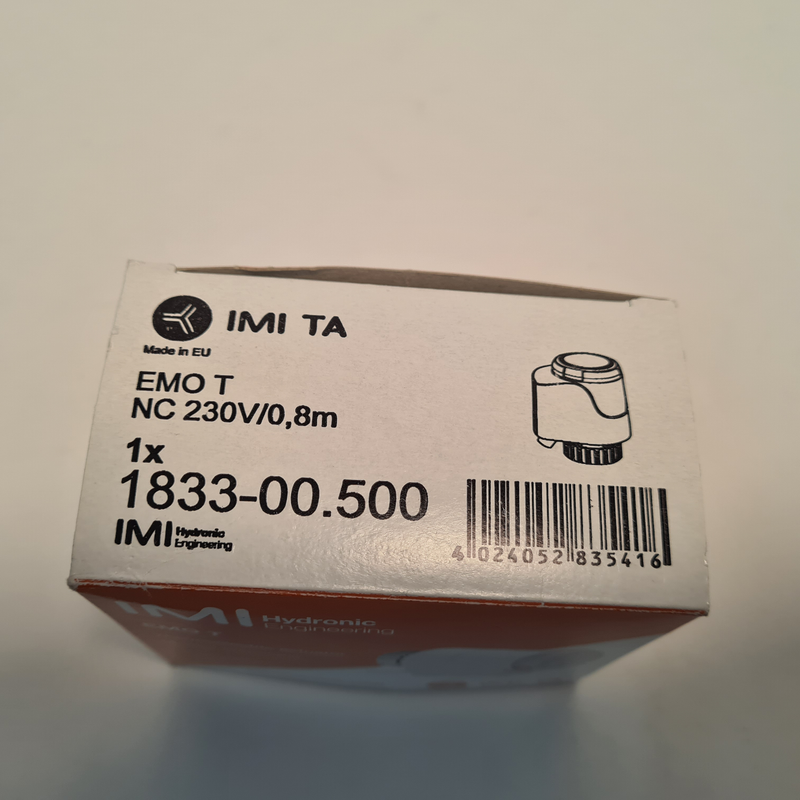 IMI TA
Made in EU
EMO T
NC 230V/0,8m
1x
1833-00.500
IMI Hydronic
Engineering
4 024052 835416
IMI Hydronic
Engineering
EMO T